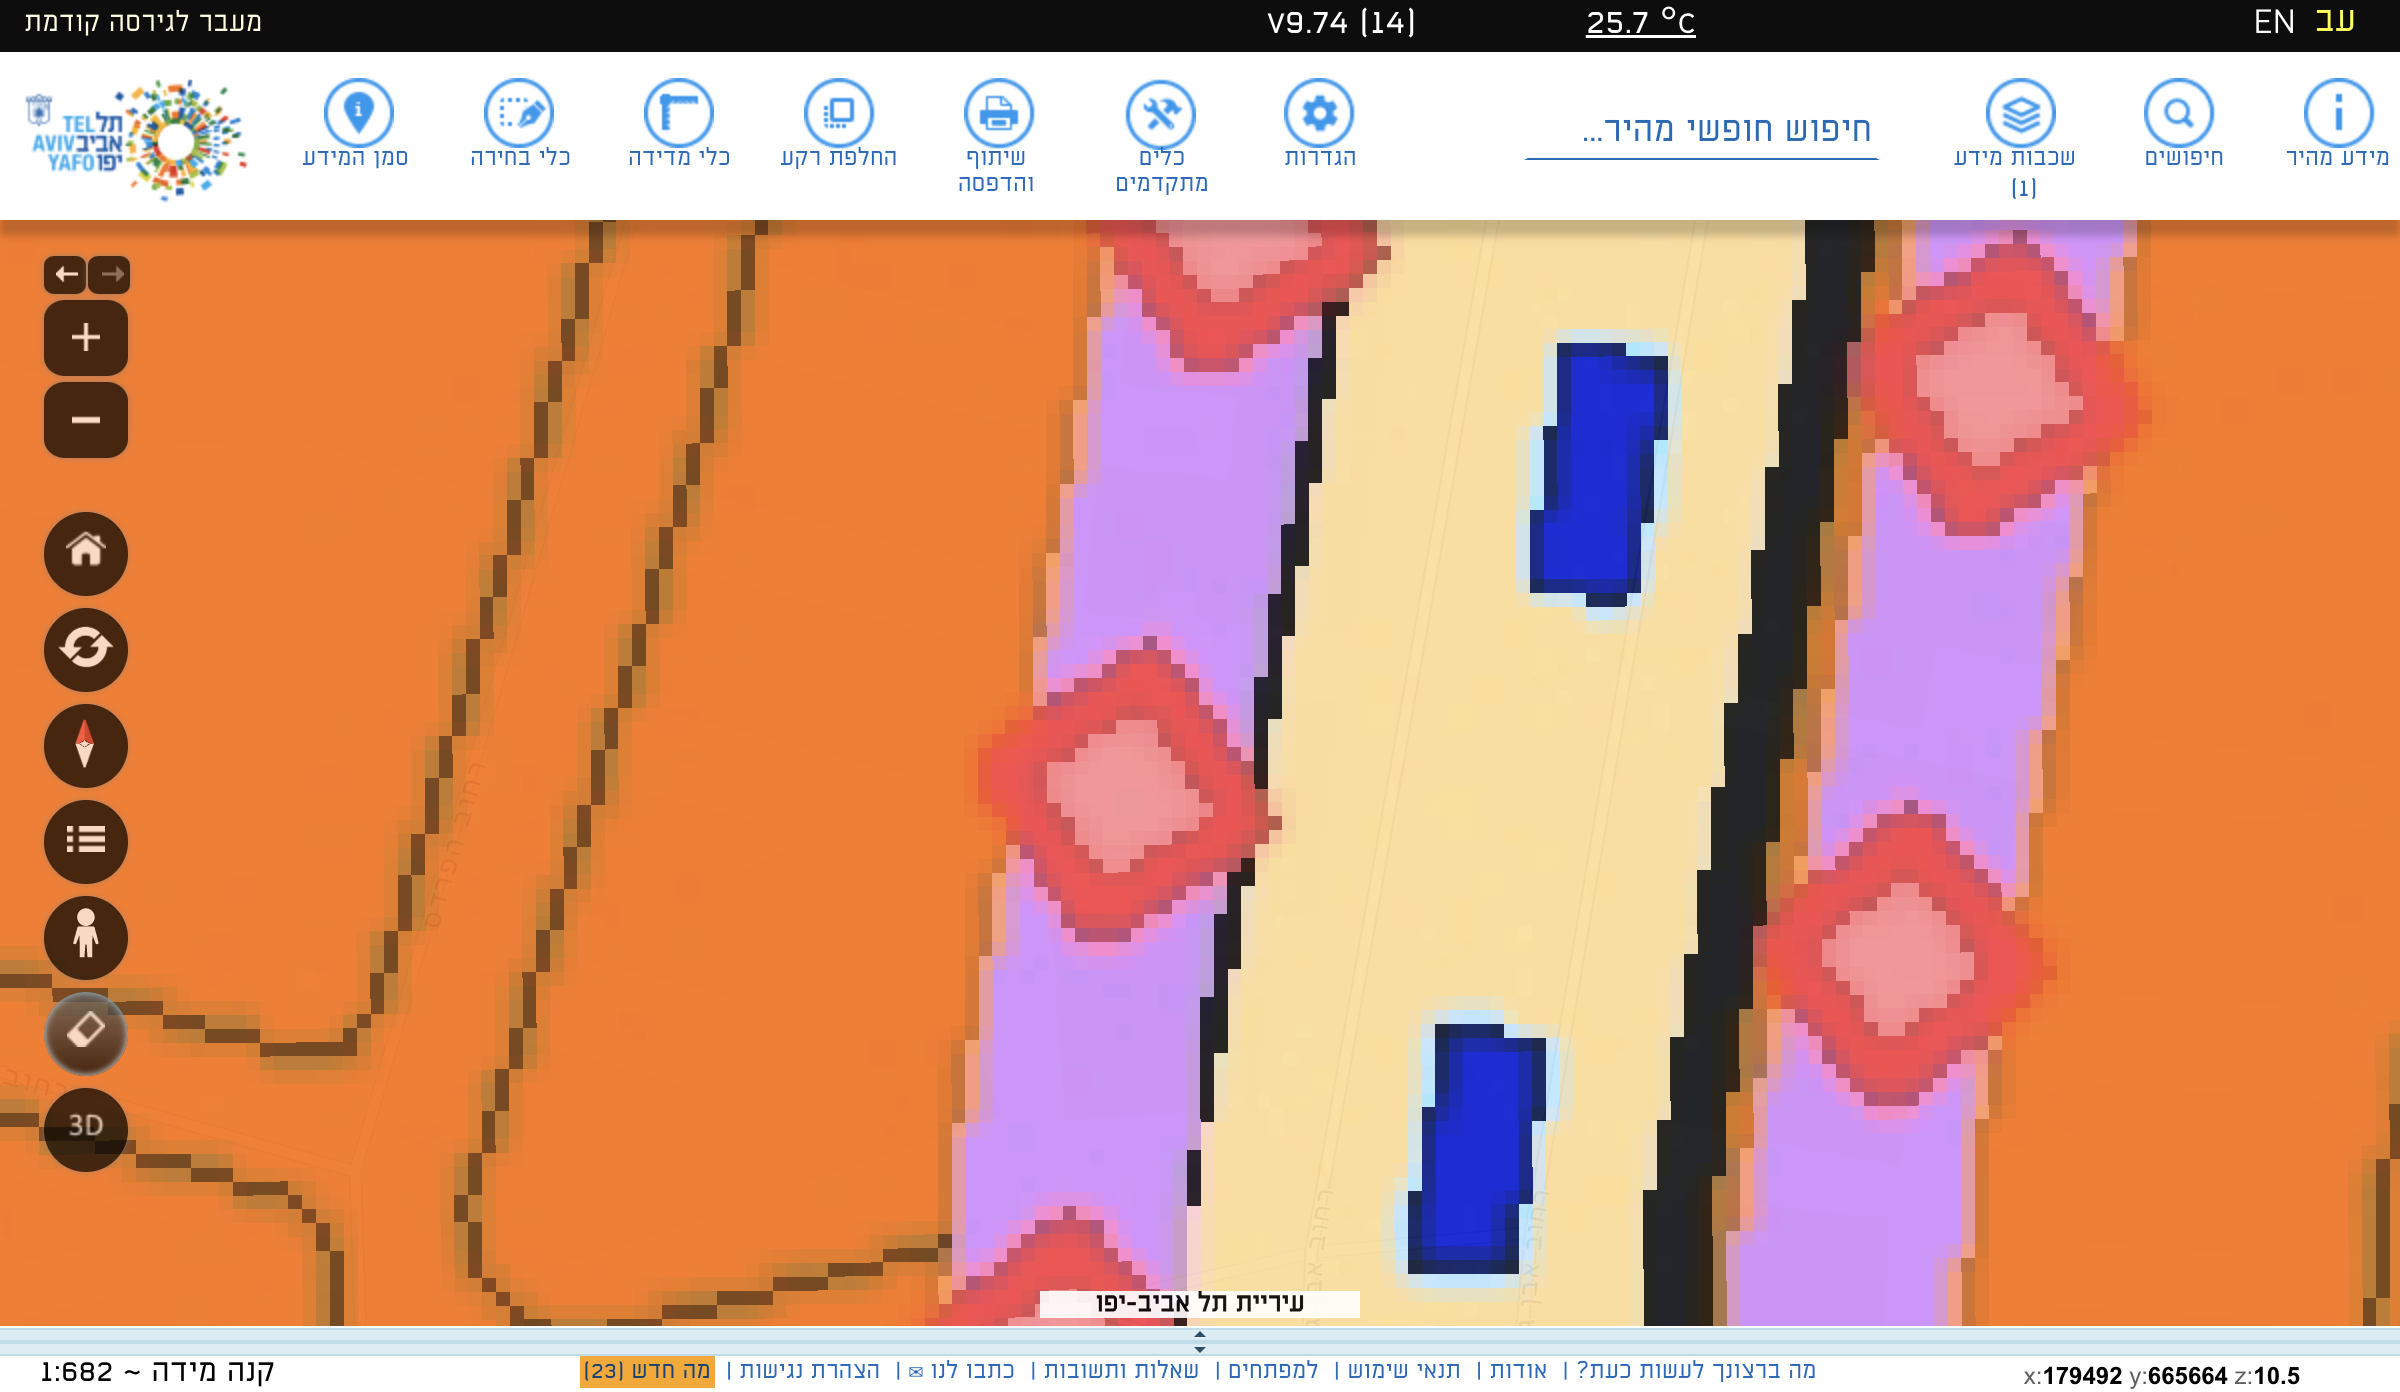 מעבר לגירסה קודמת
V9.74 (14)
25.7 °C
EN עב
תל אביב יפו
TEL AVIV YAFO
סמן המידע
כלי בחירה
כלי מדידה
החלפת רקע
שיתוף והדפסה
כלים מתקדמים
הגדרות
חיפוש חופשי מהיר...
שכבות מידע (1)
חיפושים
מידע מהיר
3D
רחוב הפרדס
רחוב
עיריית תל אביב-יפו
קנה מידה ~ 1:682
מה ברצונך לעשות כעת? | אודות | תנאי שימוש | למפתחים | שאלות ותשובות | כתבו לנו ✉ | הצהרת נגישות | מה חדש (23)
x:179492 y:665664 z:10.5